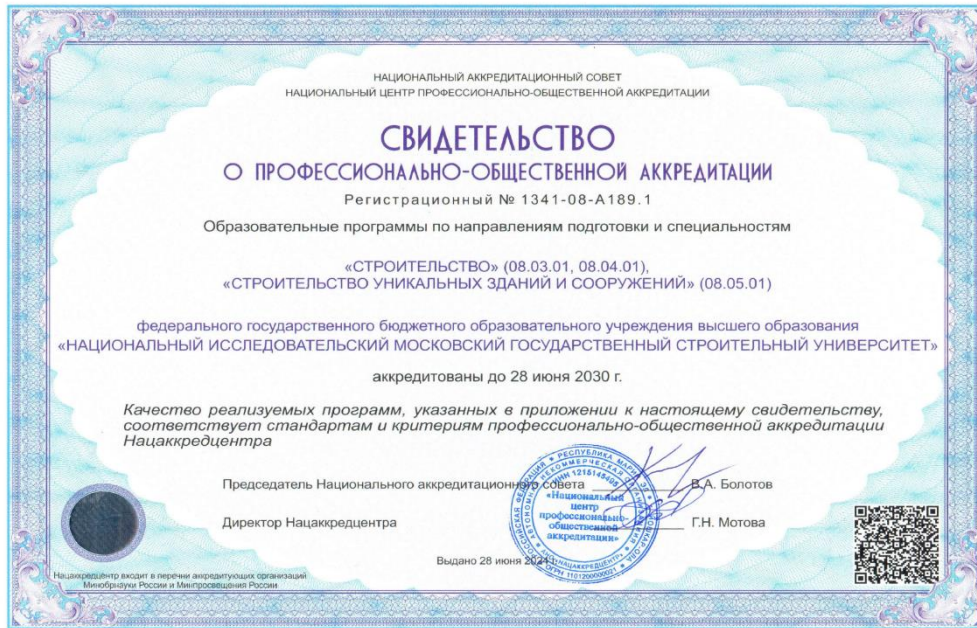 НАЦИОНАЛЬНЫЙ АККРЕДИТАЦИОННЫЙ СОВЕТ
НАЦИОНАЛЬНЫЙ ЦЕНТР ПРОФЕССИОНАЛЬНО-ОБЩЕСТВЕННОЙ АККРЕДИТАЦИИ
СВИДЕТЕЛЬСТВО
О ПРОФЕССИОНАЛЬНО-ОБЩЕСТВЕННОЙ АККРЕДИТАЦИИ
Регистрационный № 1341-08-А189.1
Образовательные программы по направлениям подготовки и специальностям
«СТРОИТЕЛЬСТВО» (08.03.01, 08.04.01),
«СТРОИТЕЛЬСТВО УНИКАЛЬНЫХ ЗДАНИЙ И СООРУЖЕНИЙ» (08.05.01)
федерального государственного бюджетного образовательного учреждения высшего образования
«НАЦИОНАЛЬНЫЙ ИССЛЕДОВАТЕЛЬСКИЙ МОСКОВСКИЙ ГОСУДАРСТВЕННЫЙ СТРОИТЕЛЬНЫЙ УНИВЕРСИТЕТ»
аккредитованы до 28 июня 2030 г.
Качество реализуемых программ, указанных в приложении к настоящему свидетельству,
соответствует стандартам и критериям профессионально-общественной аккредитации
Нацаккредцентра
Председатель Национального аккредитационного совета В.А. Болотов
«Национальный
центр
профессионально-
общественной
аккредитации»
Директор Нацаккредцентра Г.Н. Мотова
Выдано 28 июня
Нацаккредцентр входит в перечни аккредитующих организаций
Минобрнауки России и Минпросвещения России